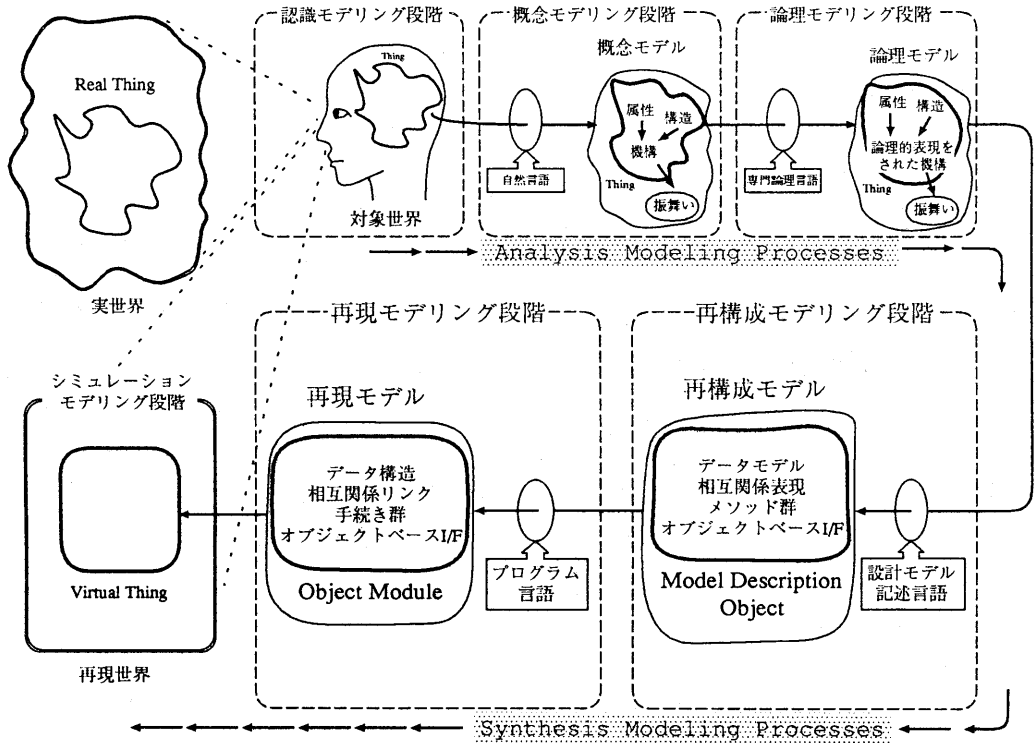 認識モデリング段階
概念モデリング段階
論理モデリング段階
Real Thing
Thing
概念モデル
属性
構造
機構
Thing
振舞い
論理モデル
属性
構造
論理的表現を
された機構
Thing
振舞い
自然言語
専門論理言語
対象世界
Analysis Modeling Processes
実世界
再現モデリング段階
再構成モデリング段階
シミュレーション
モデリング段階
Virtual Thing
再現世界
再現モデル
データ構造
相互関係リンク
手続き群
オブジェクトベースI/F
Object Module
プログラム
言語
再構成モデル
データモデル
相互関係表現
メソッド群
オブジェクトベースI/F
Model Description
Object
設計モデル
記述言語
Synthesis Modeling Processes